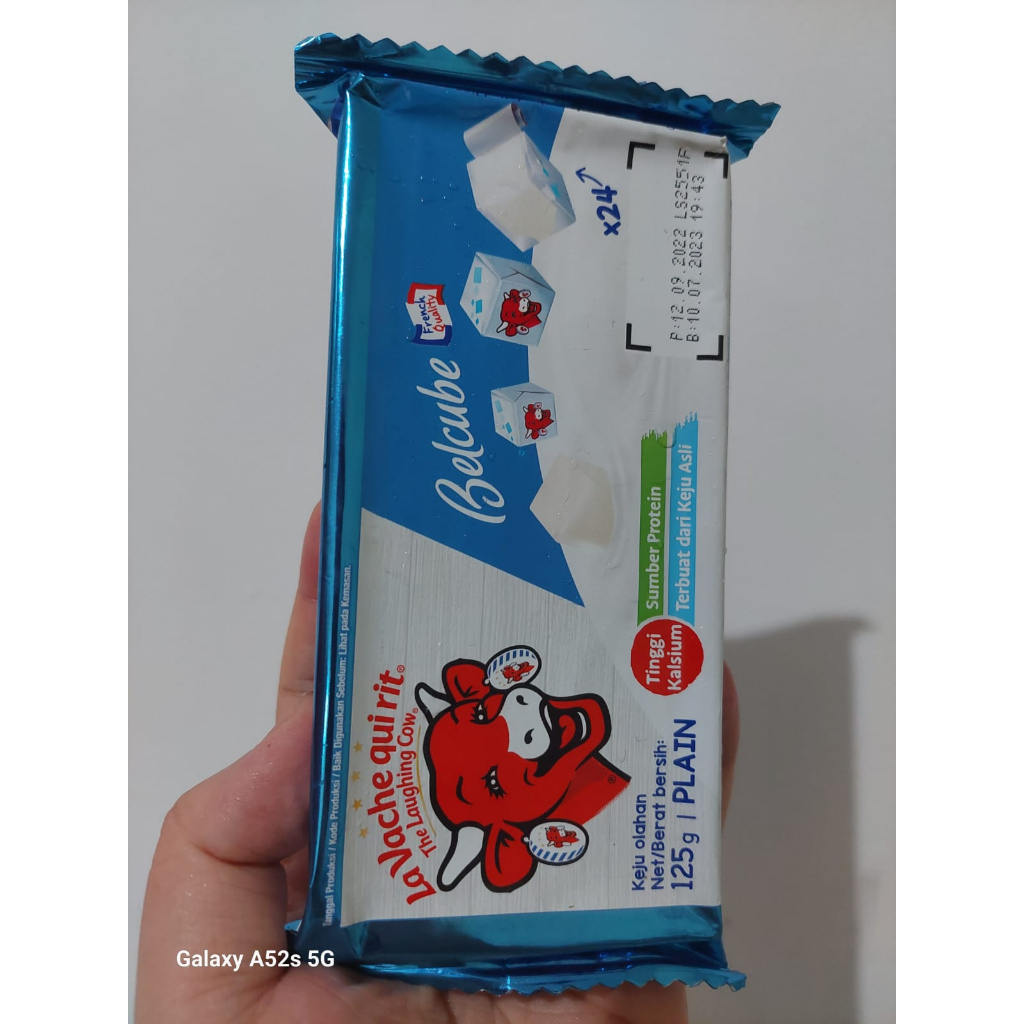 La Vache qui rit®
The Laughing Cow®
Belcube
French
Quality
x24
P:12.09.2022 LS2551F
B:10.07.2023 19:43
Tinggi
Kalsium
Sumber Protein
Terbuat dari Keju Asli
Keju olahan
Net/Berat bersih:
125g | PLAIN
Tanggal Produksi / Kode Produksi / Baik Digunakan Sebelum: Lihat pada Kemasan.
Galaxy A52s 5G